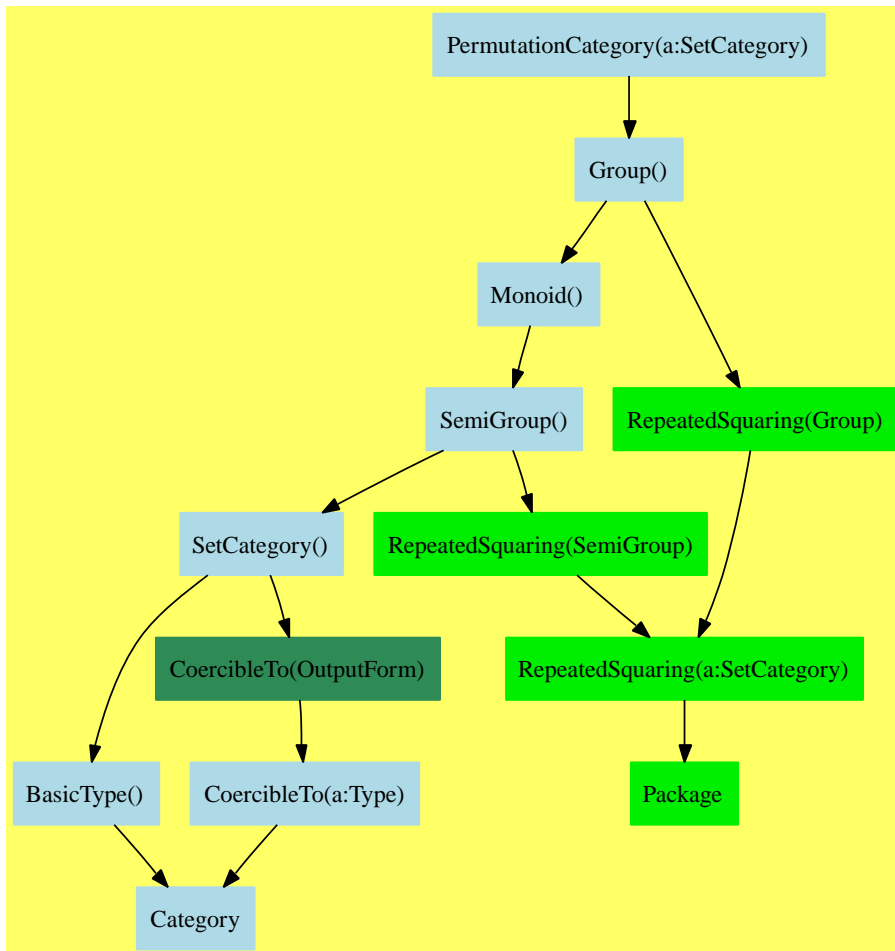 PermutationCategory(a:SetCategory)
Group()
Monoid()
SemiGroup()
RepeatedSquaring(Group)
SetCategory()
RepeatedSquaring(SemiGroup)
CoercibleTo(OutputForm)
RepeatedSquaring(a:SetCategory)
BasicType()
CoercibleTo(a:Type)
Package
Category